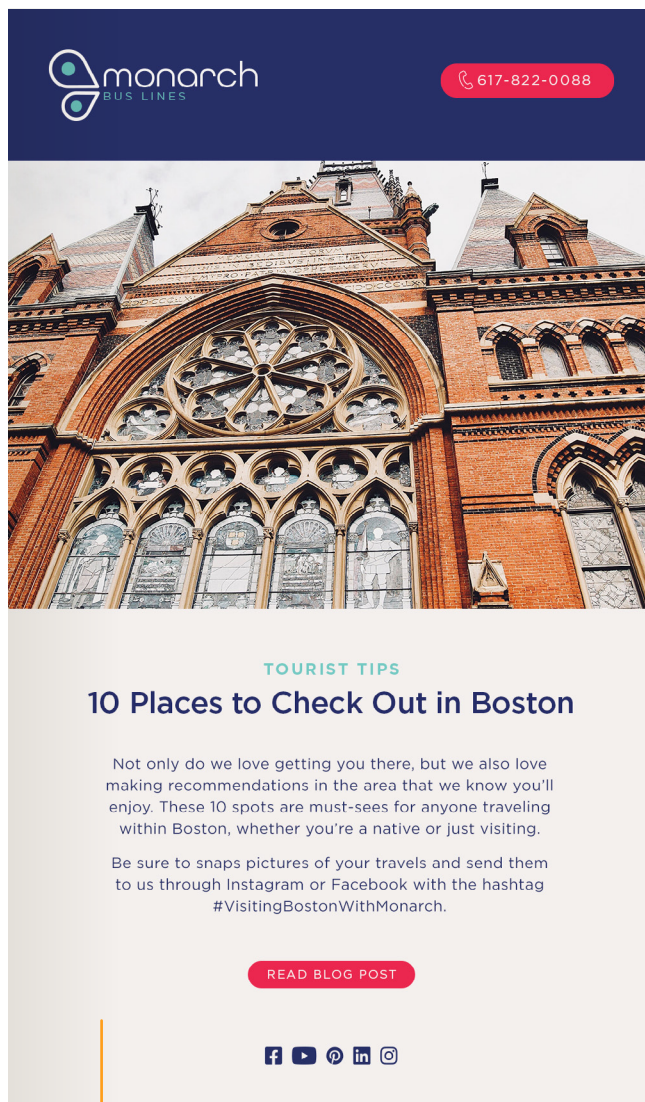 monarch
BUS LINES
617-822-0088
TOURIST TIPS
10 Places to Check Out in Boston
Not only do we love getting you there, but we also love
making recommendations in the area that we know you'll
enjoy. These 10 spots are must-sees for anyone traveling
within Boston, whether you're a native or just visiting.
Be sure to snaps pictures of your travels and send them
to us through Instagram or Facebook with the hashtag
#VisitingBostonWithMonarch.
READ BLOG POST